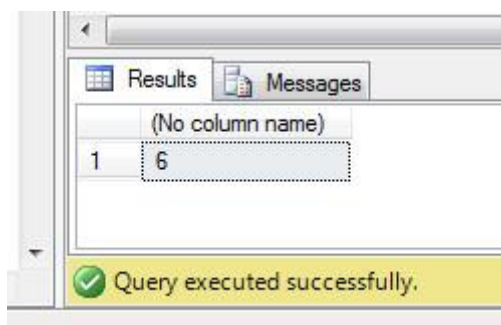 Results Messages
(No column name)
1 6
Query executed successfully.